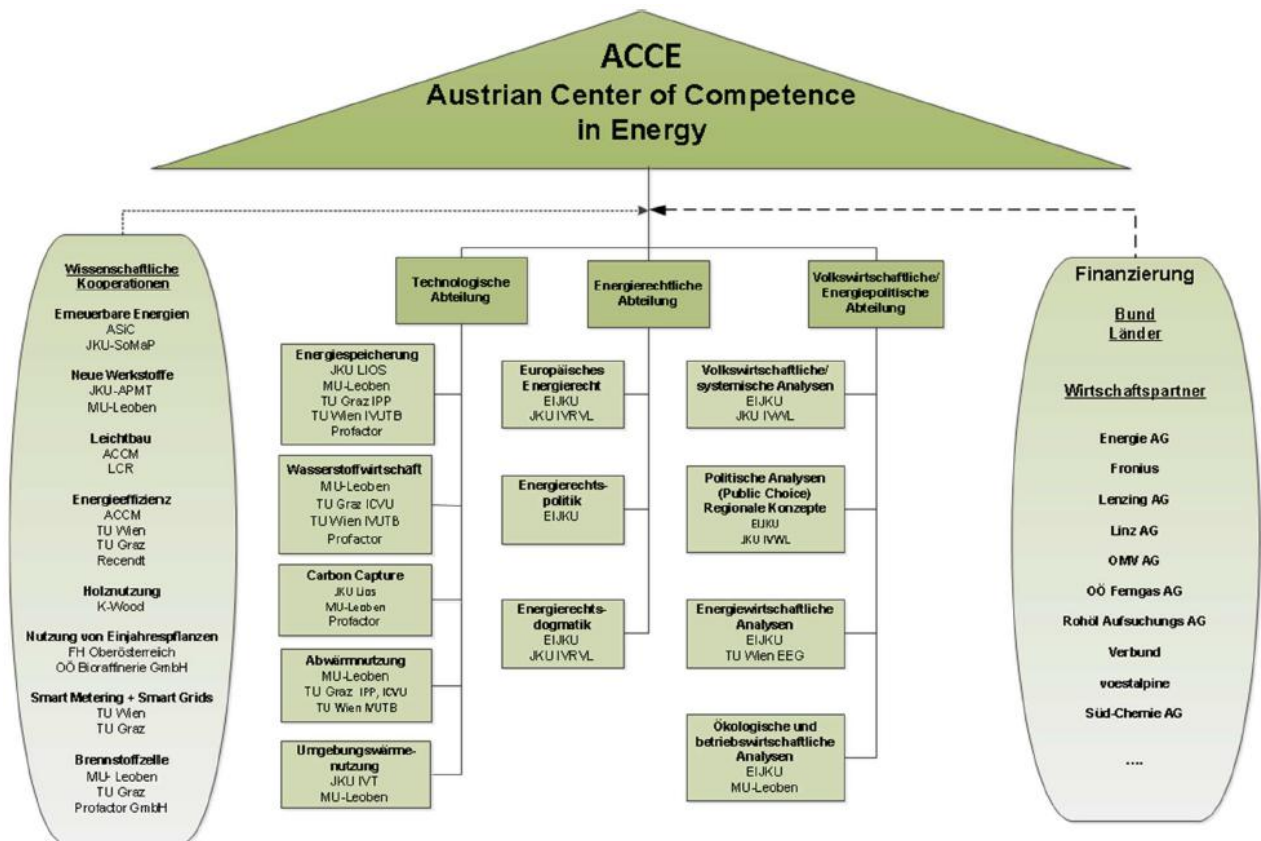 ACCE
Austrian Center of Competence
in Energy
Wissenschaftliche
Kooperationen
Erneuerbare Energien
ASiC
JKU-SoMaP
Neue Werkstoffe
JKU-APMT
MU-Leoben
Leichtbau
ACCM
LCR
Energieeffizienz
ACCM
TU Wien
TU Graz
Recendt
Holznutzung
K-Wood
Nutzung von Einjahrespflanzen
FH Oberösterreich
OÖ Bioraffinerie GmbH
Smart Metering + Smart Grids
TU Wien
TU Graz
Brennstoffzelle
MU- Leoben
TU Graz
Profactor GmbH
Technologische
Abteilung
Energiespeicherung
JKU LIOS
MU-Leoben
TU Graz IPP
TU Wien IVUTB
Profactor
Wasserstoffwirtschaft
MU-Leoben
TU Graz ICVU
TU Wien IVUTB
Profactor
Carbon Capture
JKU Lios
MU-Leoben
Profactor
Abwärmnutzung
MU-Leoben
TU Graz IPP, ICVU
TU Wien IVUTB
Umgebungswärme-
nutzung
JKU IVT
MU-Leoben
Energierechtliche
Abteilung
Europäisches
Energierecht
EIJKU
JKU IVRVL
Energierechts-
politik
EIJKU
Energierechts-
dogmatik
EIJKU
JKU IVRVL
Volkswirtschaftliche/
Energiepolitische
Abteilung
Volkswirtschaftliche/
systemische Analysen
EIJKU
JKU IVWL
Politische Analysen
(Public Choice)
Regionale Konzepte
EIJKU
JKU IVWL
Energiewirtschaftliche
Analysen
EIJKU
TU Wien EEG
Ökologische und
betriebswirtschaftliche
Analysen
EIJKU
MU-Leoben
Finanzierung
Bund
Länder
Wirtschaftspartner
Energie AG
Fronius
Lenzing AG
Linz AG
OMV AG
OÖ Ferngas AG
Rohöl Aufsuchungs AG
Verbund
voestalpine
Süd-Chemie AG
....